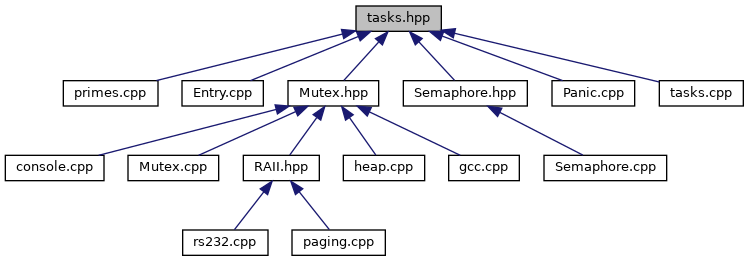 tasks.hpp
primes.cpp Entry.cpp Mutex.hpp Semaphore.hpp Panic.cpp tasks.cpp
console.cpp Mutex.cpp RAII.hpp heap.cpp gcc.cpp Semaphore.cpp
rs232.cpp paging.cpp